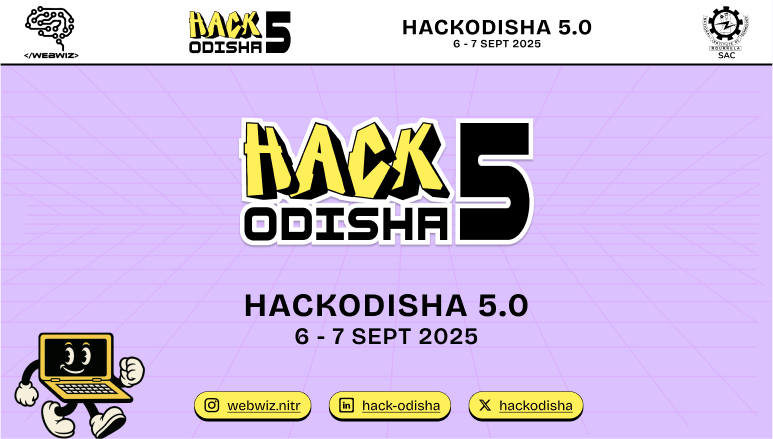 </WEBWIZ>
HACK 5
ODISHA
HACKODISHA 5.0
6 - 7 SEPT 2025
ROURKELA
SAC
HACK 5
ODISHA
HACKODISHA 5.0
6 - 7 SEPT 2025
webwiz.nitr
hack-odisha
hackodisha